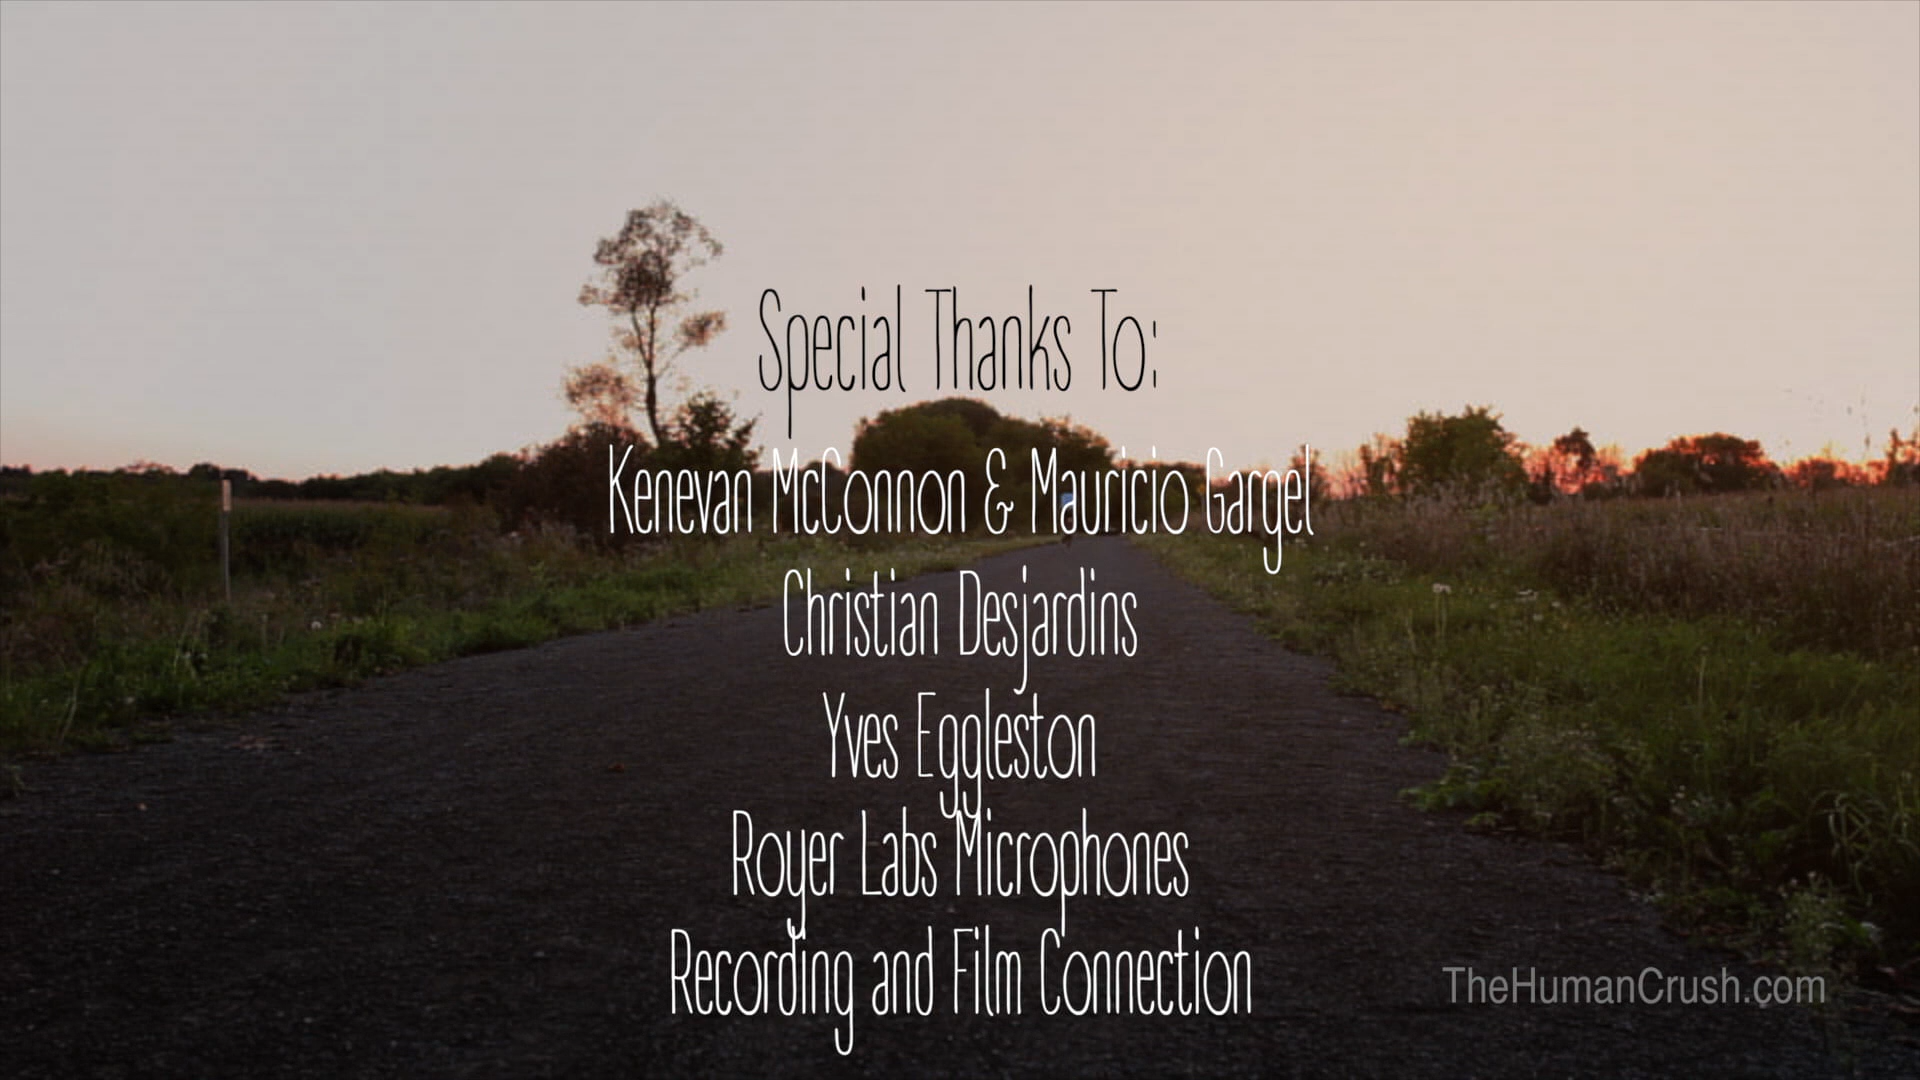 Special Thanks To:
Kenevan McConnon & Mauricio Gargel
Christian Desjardins
Yves Eggleston
Royer Labs Microphones
Recording and Film Connection
TheHumanCrush.com